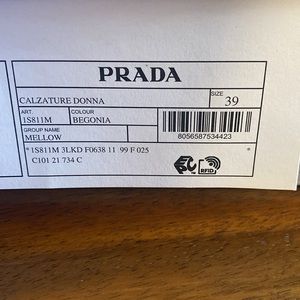 PRADA
CALZATURE DONNA
SIZE
39
ART.
COLOUR
1S811M
BEGONIA
GROUP NAME
MELLOW
8056587534423
*1S811M 3LKD F0638 11 99 F 025 *
C101 21 734 C
RFID